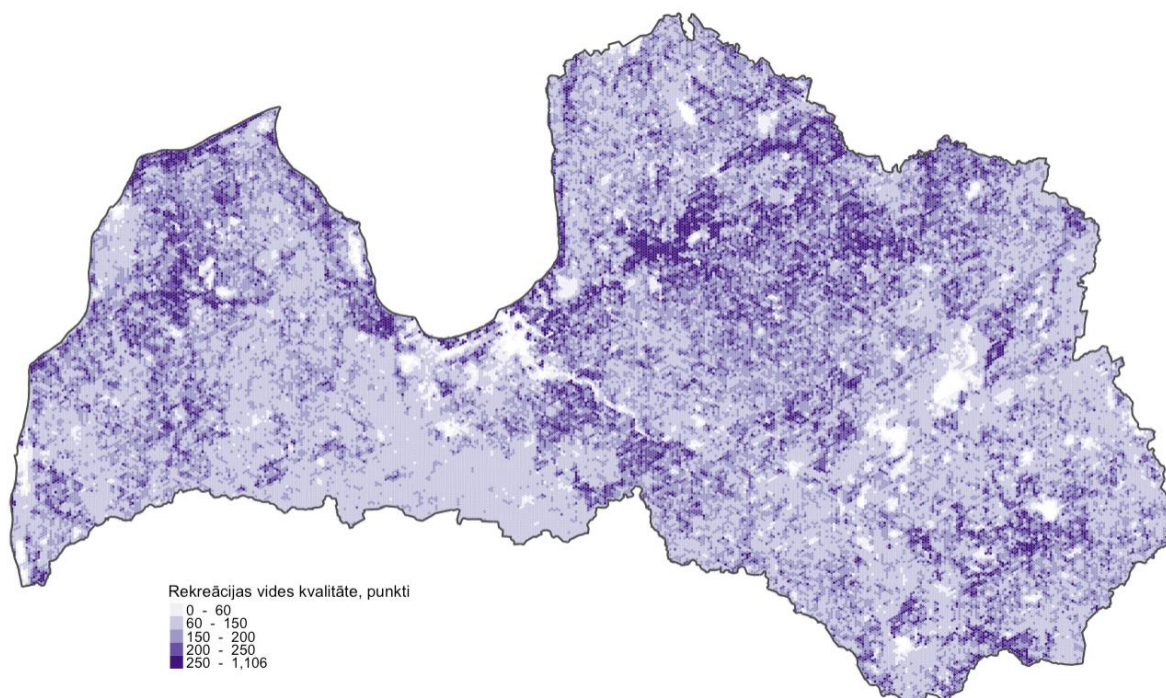 Rekreācijas vides kvalitāte, punkti
0 - 60
60 - 150
150 - 200
200 - 250
250 - 1,106